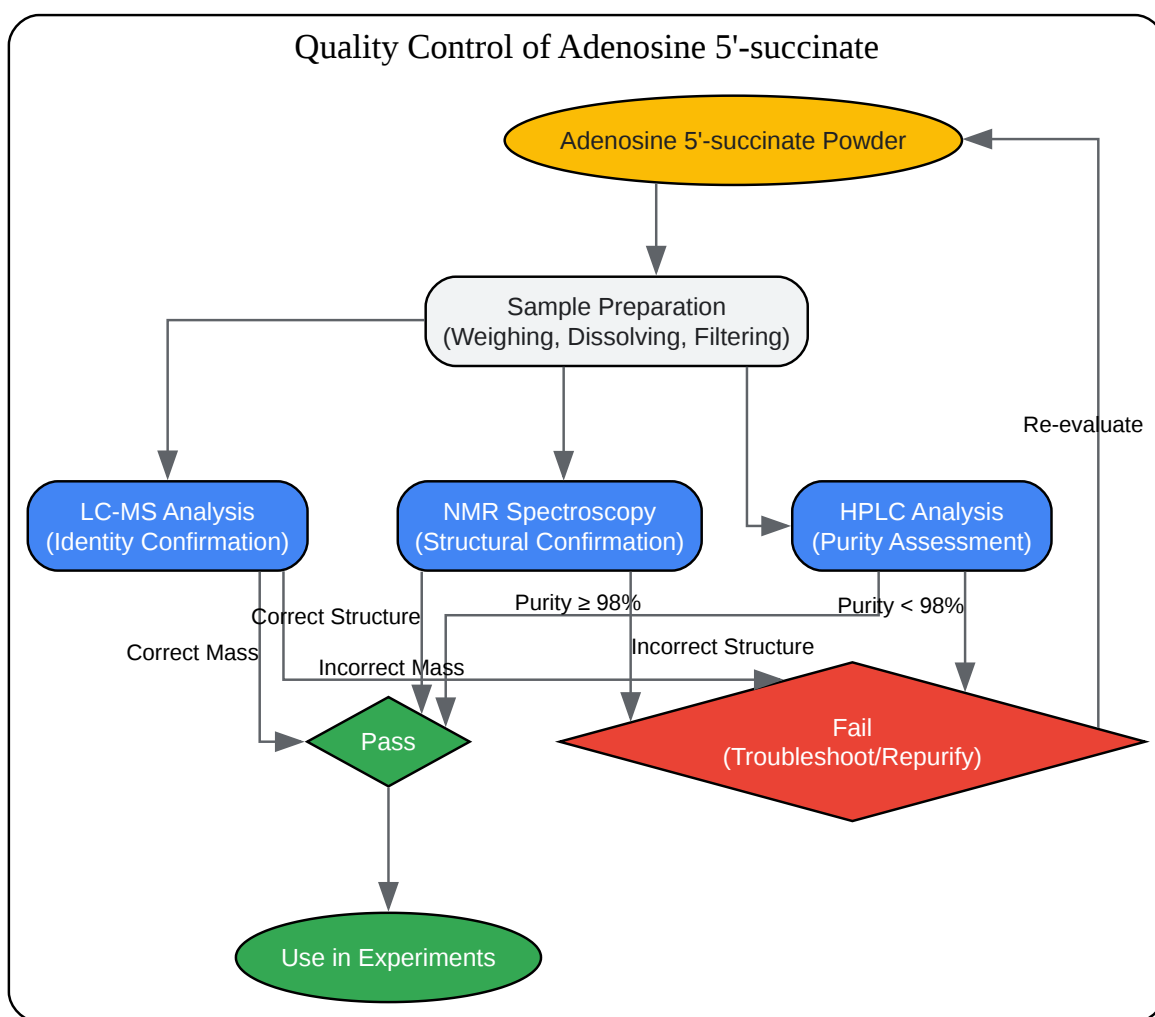 Quality Control of Adenosine 5'-succinate
Adenosine 5'-succinate Powder
Sample Preparation
(Weighing, Dissolving, Filtering)
Re-evaluate
LC-MS Analysis
(Identity Confirmation)
NMR Spectroscopy
(Structural Confirmation)
HPLC Analysis
(Purity Assessment)
Correct Structure
Purity ≥ 98%
Purity < 98%
Correct Mass
Incorrect Mass
Incorrect Structure
Pass
Fail
(Troubleshoot/Repurify)
Use in Experiments